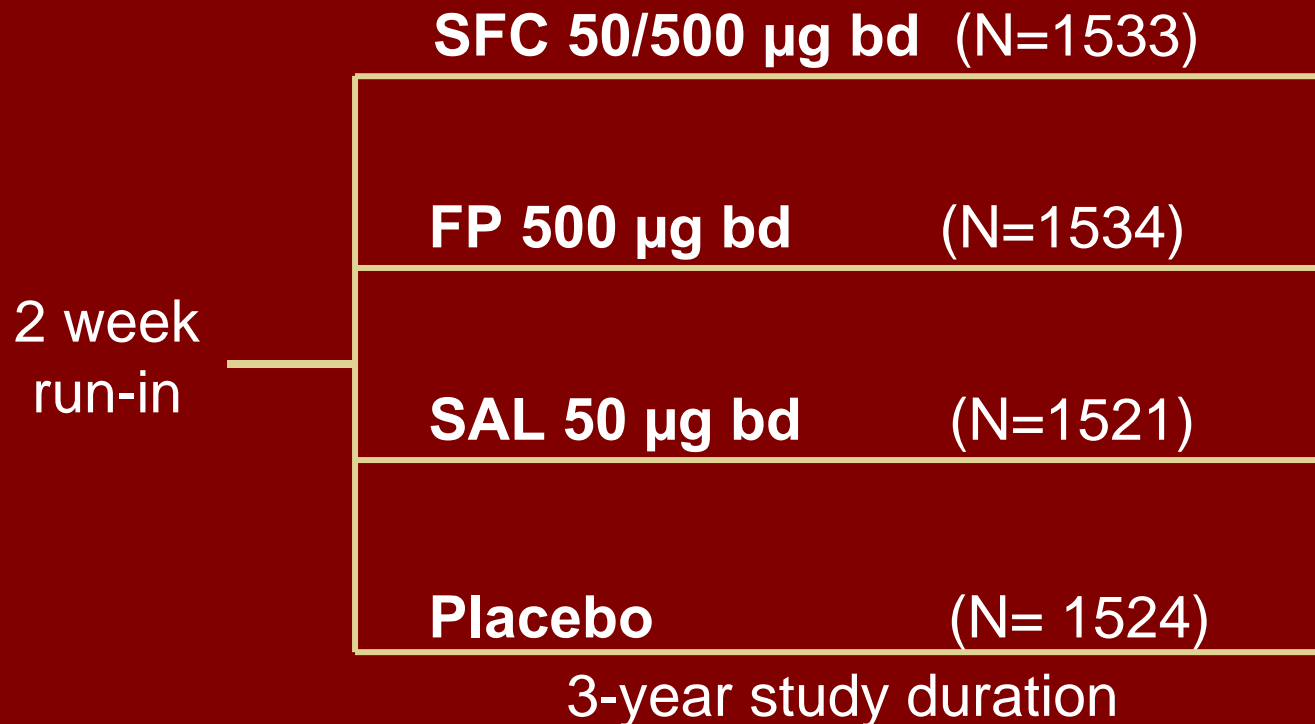 SFC 50/500 µg bd (N=1533)
FP 500 µg bd (N=1534)
2 week
run-in
SAL 50 µg bd (N=1521)
Placebo (N= 1524)
3-year study duration